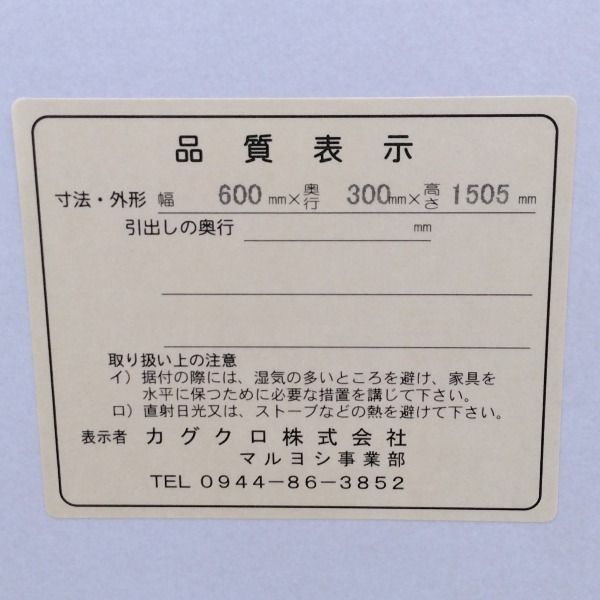 品質表示
寸法・外形 幅 600 mm×奥行 300mm×高さ 1505 mm
引出しの奥行 mm
取り扱い上の注意
イ）据付の際には、湿気の多いところを避け、家具を
水平に保つために必要な措置を講じて下さい。
ロ）直射日光又は、ストーブなどの熱を避けて下さい。
表示者 カグクロ株式会社
マルヨシ事業部
TEL 0944-86-3852